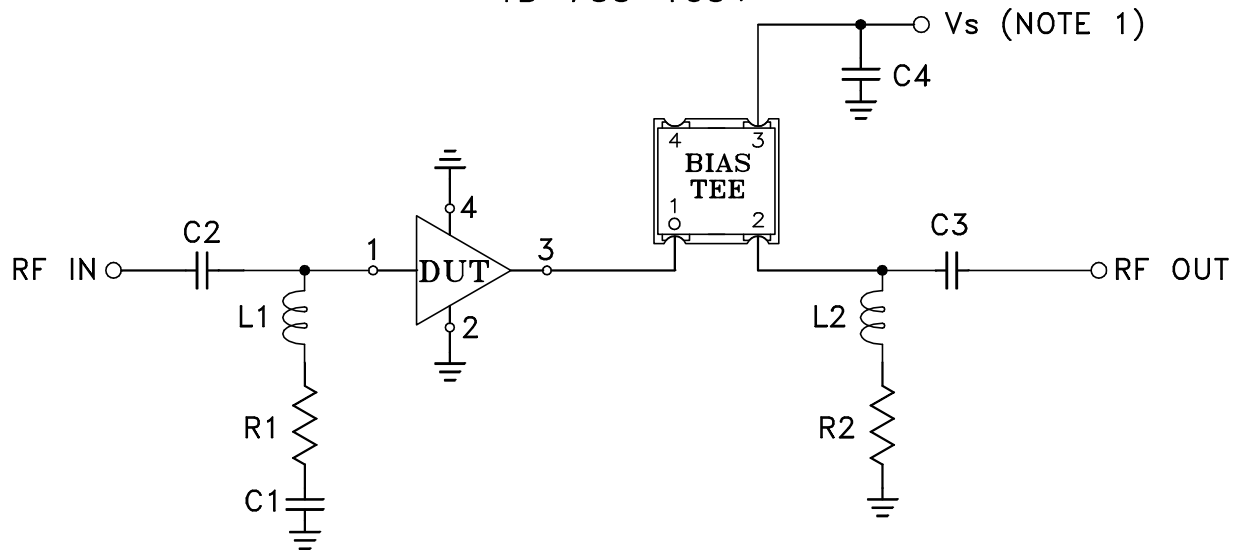 Vs (NOTE 1)
C4
4 3
BIAS
TEE
1 2
4
C2
1
3
C3
RF IN
DUT
RF OUT
L1
2
L2
R1
R2
C1